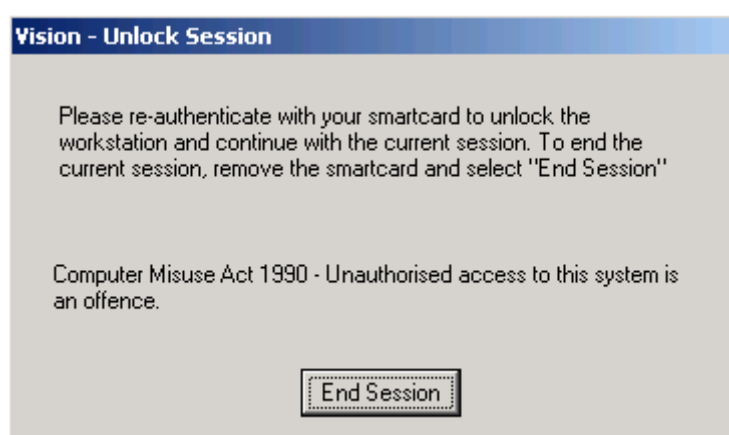 Vision - Unlock Session
Please re-authenticate with your smartcard to unlock the
workstation and continue with the current session. To end the
current session, remove the smartcard and select "End Session"
Computer Misuse Act 1990 - Unauthorised access to this system is
an offence.
End Session